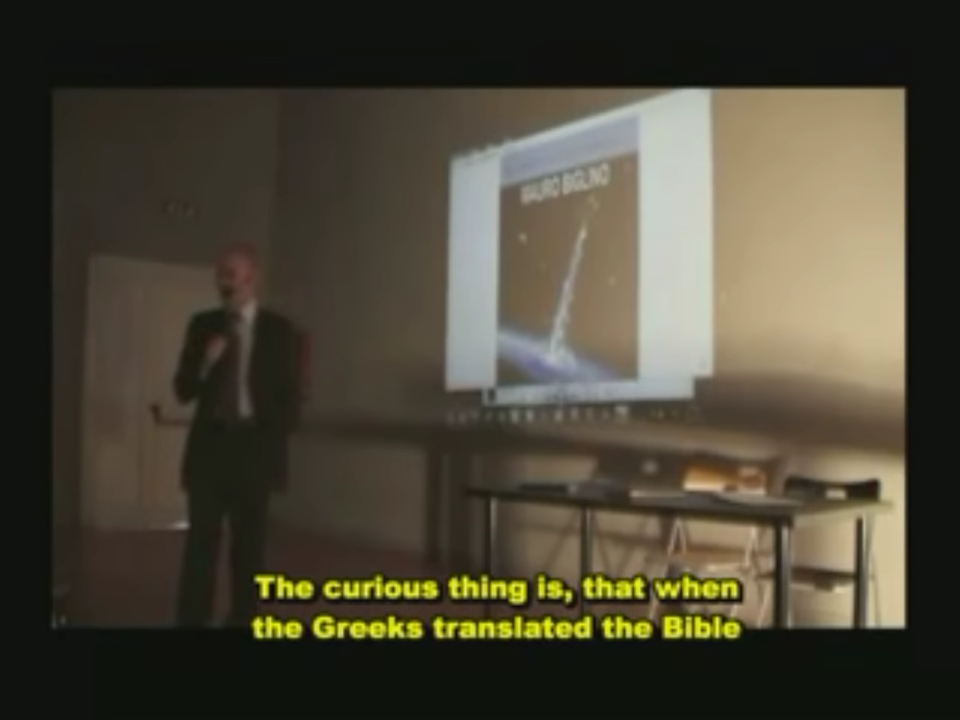 MAURO BIGLINO
The curious thing is, that when
the Greeks translated the Bible